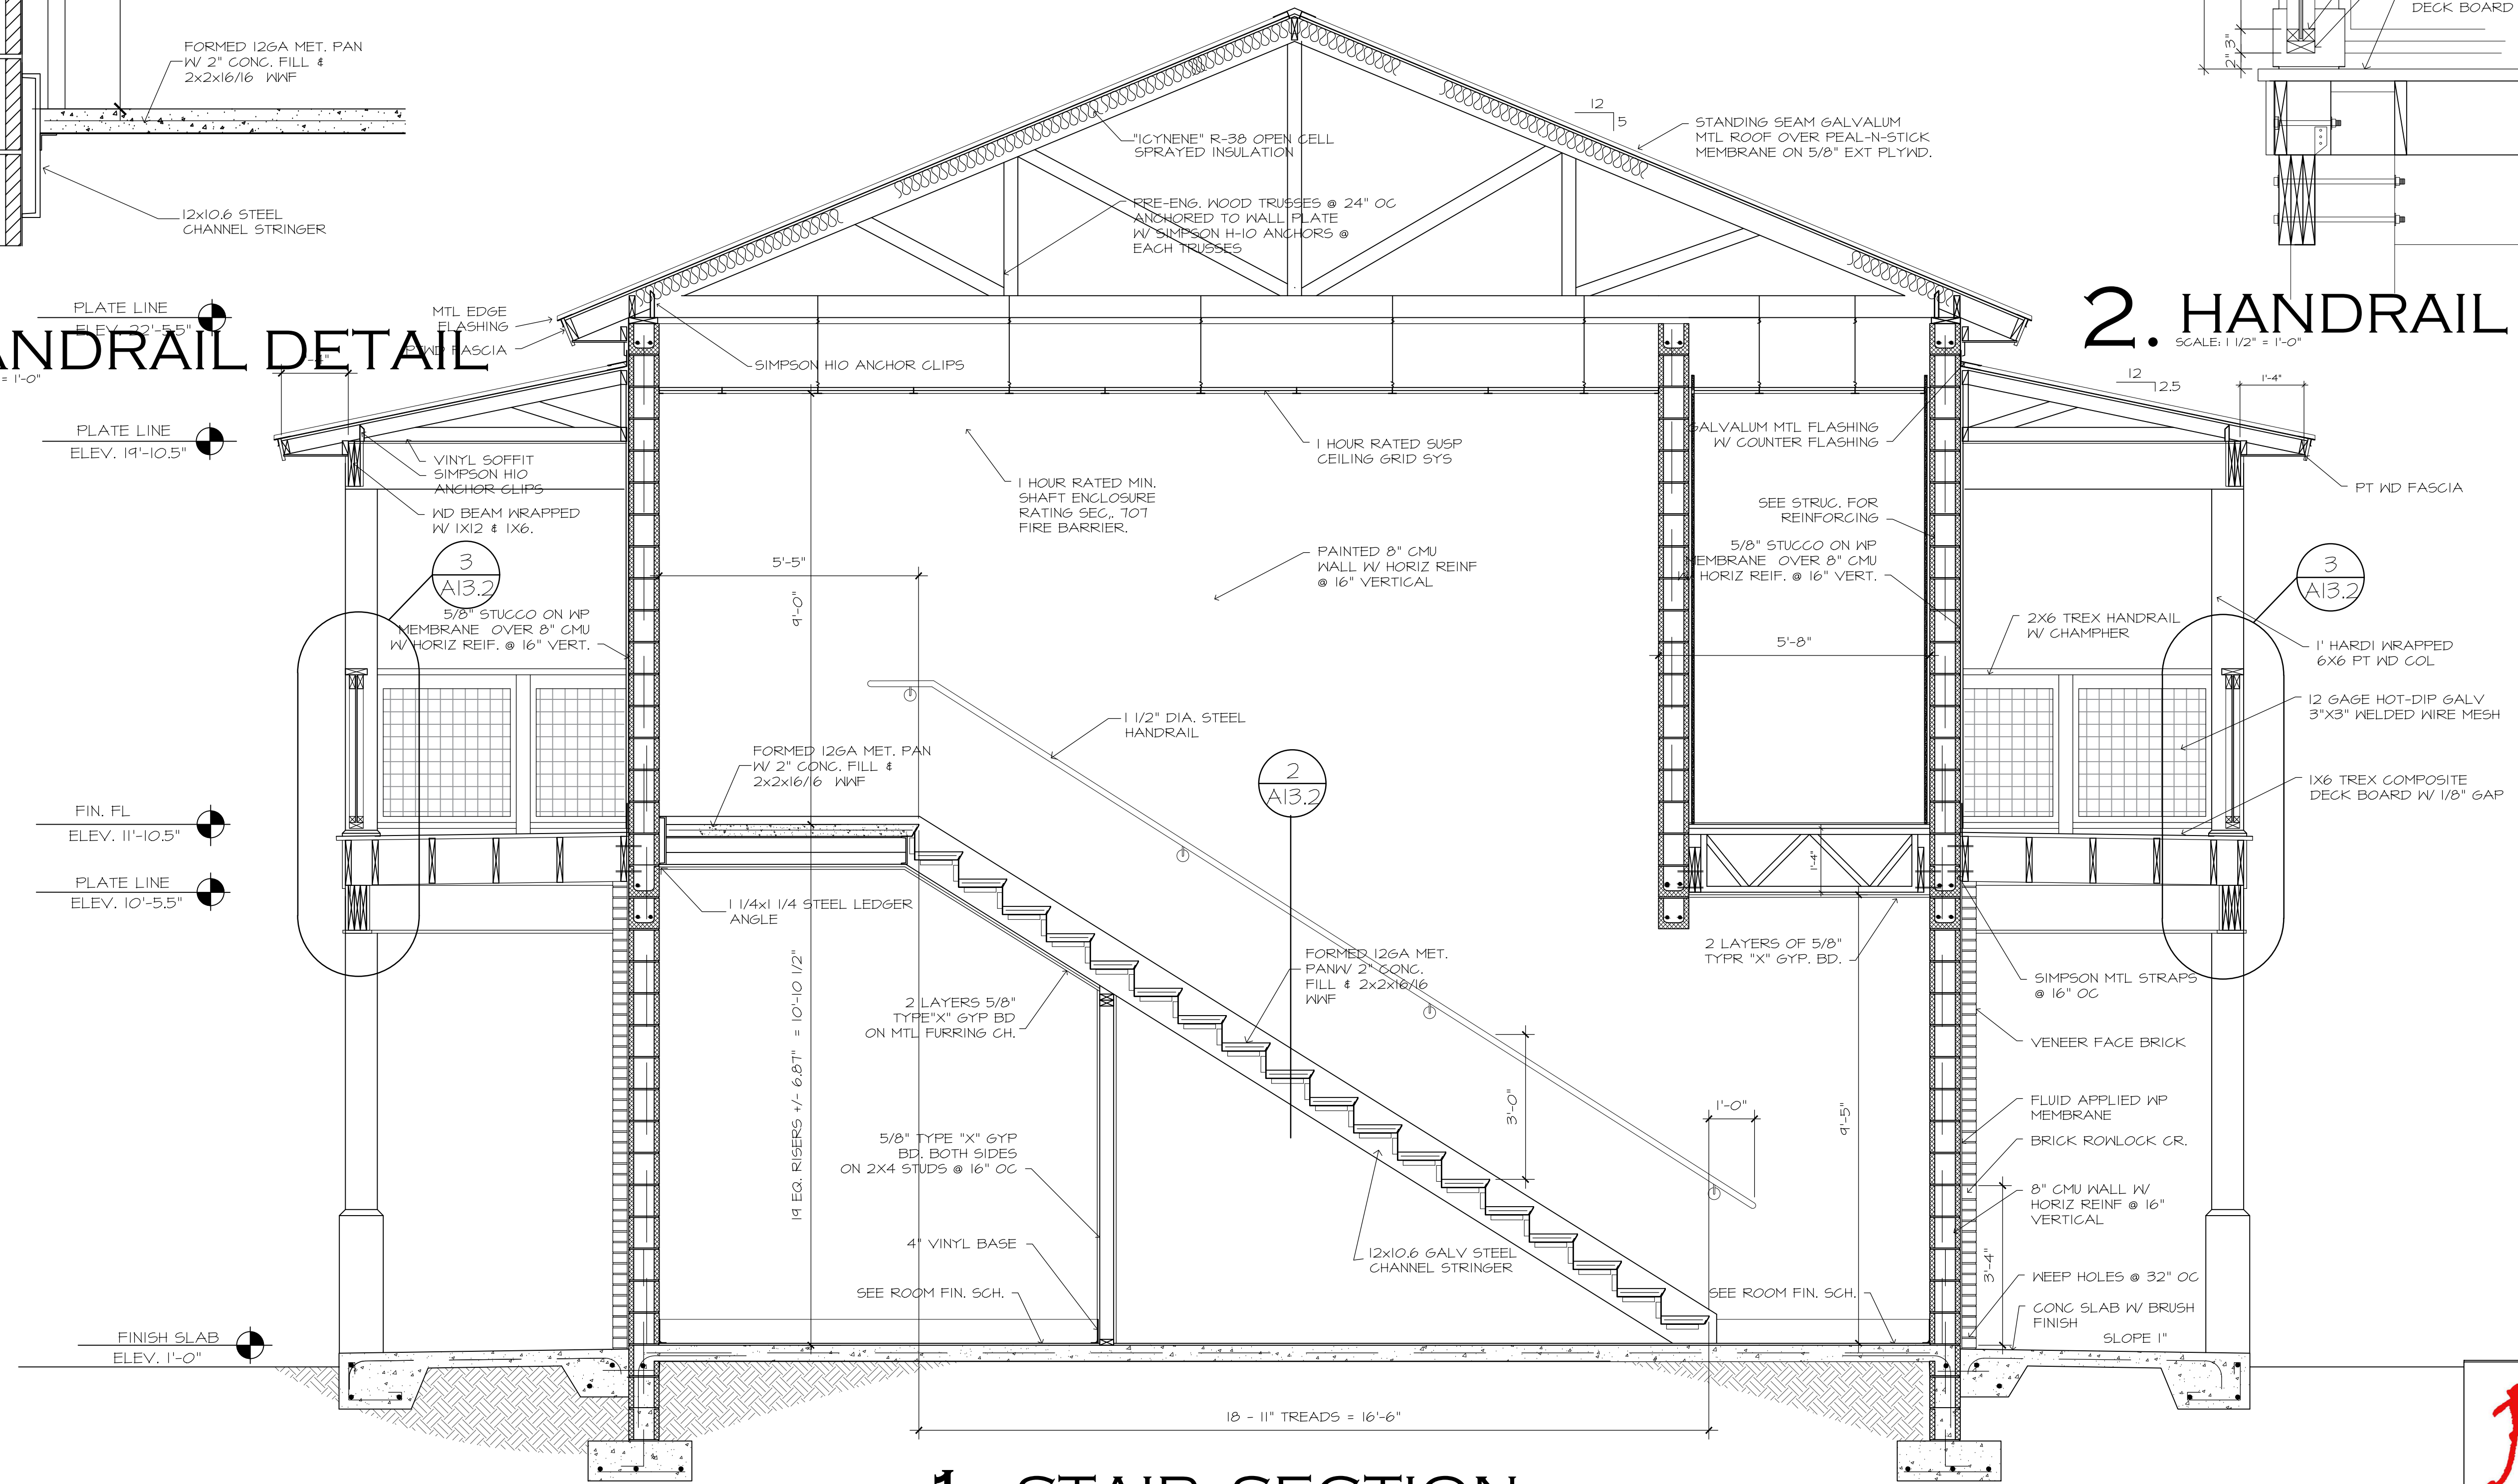 FORMED 12GA MET. PAN
W/ 2" CONC. FILL &
2x2x16/16 WWF
12x10.6 STEEL
CHANNEL STRINGER
DECK BOARD
2" 3"
"ICYNENE" R-38 OPEN CELL
SPRAYED INSULATION
12
5
STANDING SEAM GALVALUM
MTL ROOF OVER PEAL-N-STICK
MEMBRANE ON 5/8" EXT PLYWD.
PRE-ENG. WOOD TRUSSES @ 24" OC
ANCHORED TO WALL PLATE
W/ SIMPSON H-10 ANCHORS @
EACH TRUSSES
PLATE LINE
ELEV. 22'-5.5"
ANDRAIL DETAIL
= 1'-0"
MTL EDGE
FLASHING
PT WD FASCIA
SIMPSON H10 ANCHOR CLIPS
2. HANDRAIL
SCALE: 1 1/2" = 1'-0"
12
2.5
1'-4"
PLATE LINE
ELEV. 19'-10.5"
VINYL SOFFIT
SIMPSON H10
ANCHOR CLIPS
WD BEAM WRAPPED
W/ 1X12 & 1X6.
3
A13.2
5/8" STUCCO ON WP
MEMBRANE OVER 8" CMU
W/ HORIZ REIF. @ 16" VERT.
1 HOUR RATED MIN.
SHAFT ENCLOSURE
RATING SEC,. 707
FIRE BARRIER.
1 HOUR RATED SUSP
CEILING GRID SYS
GALVALUM MTL FLASHING
W/ COUNTER FLASHING
SEE STRUC. FOR
REINFORCING
5/8" STUCCO ON WP
MEMBRANE OVER 8" CMU
W/ HORIZ REIF. @ 16" VERT.
PAINTED 8" CMU
WALL W/ HORIZ REINF
@ 16" VERTICAL
5'-5"
9'-0"
5'-8"
PT WD FASCIA
3
A13.2
2X6 TREX HANDRAIL
W/ CHAMPHER
1' HARDI WRAPPED
6X6 PT WD COL
12 GAGE HOT-DIP GALV
3"X3" WELDED WIRE MESH
1X6 TREX COMPOSITE
DECK BOARD W/ 1/8" GAP
1 1/2" DIA. STEEL
HANDRAIL
FORMED 12GA MET. PAN
W/ 2" CONC. FILL &
2x2x16/16 WWF
2
A13.2
FIN. FL
ELEV. 11'-10.5"
PLATE LINE
ELEV. 10'-5.5"
1'-4"
1 1/4x1 1/4 STEEL LEDGER
ANGLE
2 LAYERS 5/8"
TYPE"X" GYP BD
ON MTL FURRING CH.
19 EQ. RISERS +/- 6.87" = 10'-10 1/2"
FORMED 12GA MET.
PANW/ 2" CONC.
FILL & 2x2x16/16
WWF
2 LAYERS OF 5/8"
TYPR "X" GYP. BD.
SIMPSON MTL STRAPS
@ 16" OC
VENEER FACE BRICK
3'-0"
1'-0"
9'-5"
FLUID APPLIED WP
MEMBRANE
BRICK ROWLOCK CR.
8" CMU WALL W/
HORIZ REINF @ 16"
VERTICAL
3'-4"
5/8" TYPE "X" GYP
BD. BOTH SIDES
ON 2X4 STUDS @ 16" OC
4" VINYL BASE
SEE ROOM FIN. SCH.
12x10.6 GALV STEEL
CHANNEL STRINGER
SEE ROOM FIN. SCH.
WEEP HOLES @ 32" OC
CONC SLAB W/ BRUSH
FINISH
SLOPE 1"
FINISH SLAB
ELEV. 1'-0"
18 - 11" TREADS = 16'-6"
1. STAIR SECTION